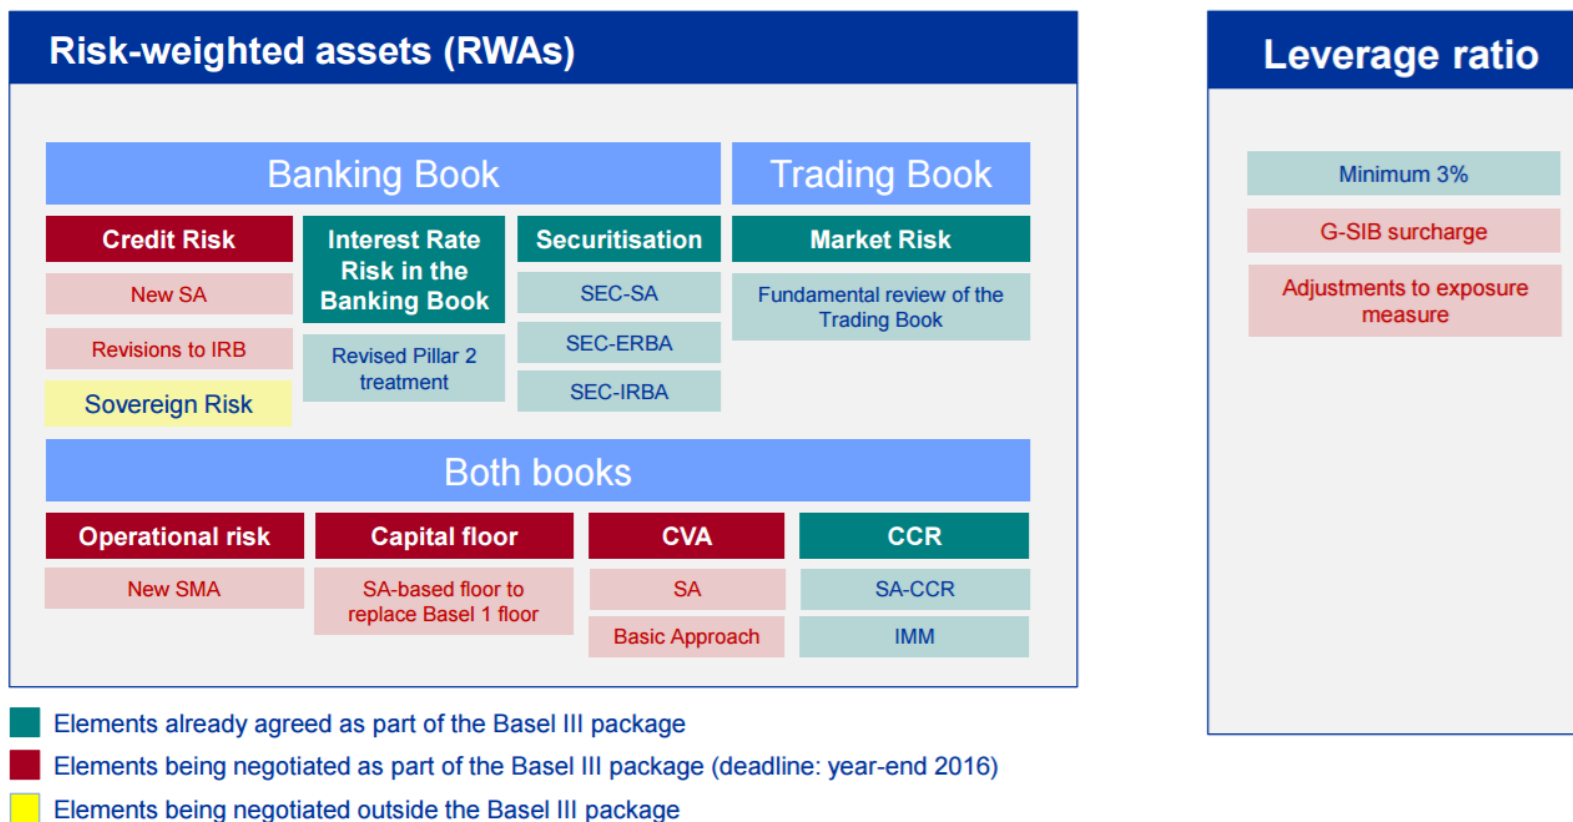 Risk-weighted assets (RWAs)
Banking Book
Trading Book
Credit Risk
New SA
Revisions to IRB
Sovereign Risk
Interest Rate
Risk in the
Banking Book
Revised Pillar 2
treatment
Securitisation
SEC-SA
SEC-ERBA
SEC-IRBA
Market Risk
Fundamental review of the
Trading Book
Both books
Operational risk
New SMA
Capital floor
SA-based floor to
replace Basel 1 floor
CVA
SA
Basic Approach
CCR
SA-CCR
IMM
Leverage ratio
Minimum 3%
G-SIB surcharge
Adjustments to exposure
measure
Elements already agreed as part of the Basel III package
Elements being negotiated as part of the Basel III package (deadline: year-end 2016)
Elements being negotiated outside the Basel III package